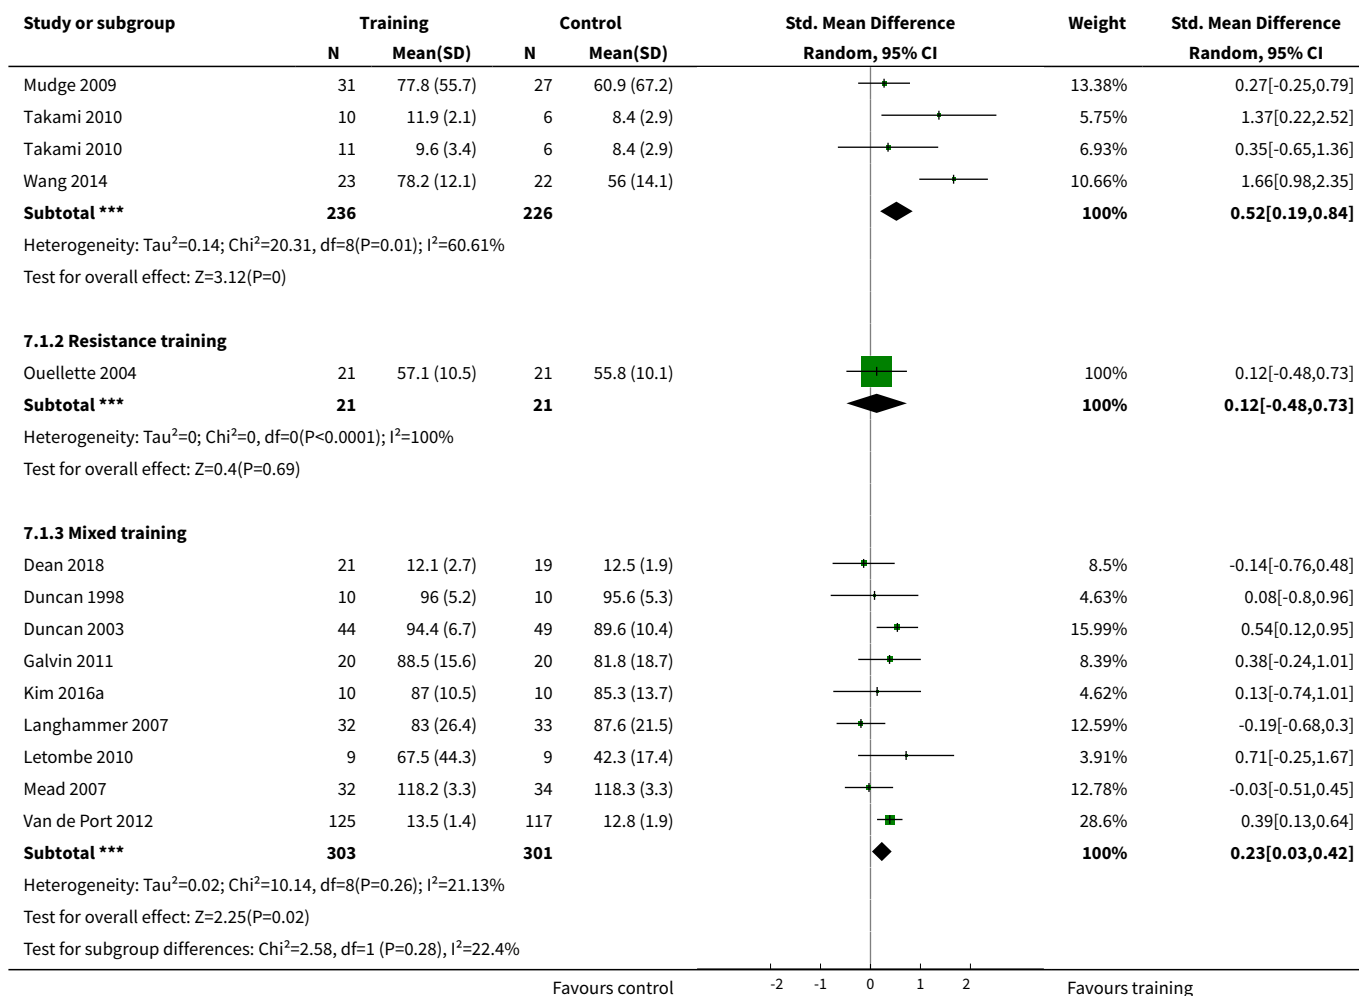 Study or subgroup Training Control Std. Mean Difference Weight Std. Mean Difference
N Mean(SD) N Mean(SD) Random, 95% CI Random, 95% CI
Mudge 2009 31 77.8 (55.7) 27 60.9 (67.2) 13.38% 0.27[-0.25,0.79]
Takami 2010 10 11.9 (2.1) 6 8.4 (2.9) 5.75% 1.37[0.22,2.52]
Takami 2010 11 9.6 (3.4) 6 8.4 (2.9) 6.93% 0.35[-0.65,1.36]
Wang 2014 23 78.2 (12.1) 22 56 (14.1) 10.66% 1.66[0.98,2.35]
Subtotal *** 236 226 100% 0.52[0.19,0.84]
Heterogeneity: Tau²=0.14; Chi²=20.31, df=8(P=0.01); I²=60.61%
Test for overall effect: Z=3.12(P=0)
7.1.2 Resistance training
Ouellette 2004 21 57.1 (10.5) 21 55.8 (10.1) 100% 0.12[-0.48,0.73]
Subtotal *** 21 21 100% 0.12[-0.48,0.73]
Heterogeneity: Tau²=0; Chi²=0, df=0(P<0.0001); I²=100%
Test for overall effect: Z=0.4(P=0.69)
7.1.3 Mixed training
Dean 2018 21 12.1 (2.7) 19 12.5 (1.9) 8.5% -0.14[-0.76,0.48]
Duncan 1998 10 96 (5.2) 10 95.6 (5.3) 4.63% 0.08[-0.8,0.96]
Duncan 2003 44 94.4 (6.7) 49 89.6 (10.4) 15.99% 0.54[0.12,0.95]
Galvin 2011 20 88.5 (15.6) 20 81.8 (18.7) 8.39% 0.38[-0.24,1.01]
Kim 2016a 10 87 (10.5) 10 85.3 (13.7) 4.62% 0.13[-0.74,1.01]
Langhammer 2007 32 83 (26.4) 33 87.6 (21.5) 12.59% -0.19[-0.68,0.3]
Letombe 2010 9 67.5 (44.3) 9 42.3 (17.4) 3.91% 0.71[-0.25,1.67]
Mead 2007 32 118.2 (3.3) 34 118.3 (3.3) 12.78% -0.03[-0.51,0.45]
Van de Port 2012 125 13.5 (1.4) 117 12.8 (1.9) 28.6% 0.39[0.13,0.64]
Subtotal *** 303 301 100% 0.23[0.03,0.42]
Heterogeneity: Tau²=0.02; Chi²=10.14, df=8(P=0.26); I²=21.13%
Test for overall effect: Z=2.25(P=0.02)
Test for subgroup differences: Chi²=2.58, df=1 (P=0.28), I²=22.4%
Favours control -2 -1 0 1 2 Favours training